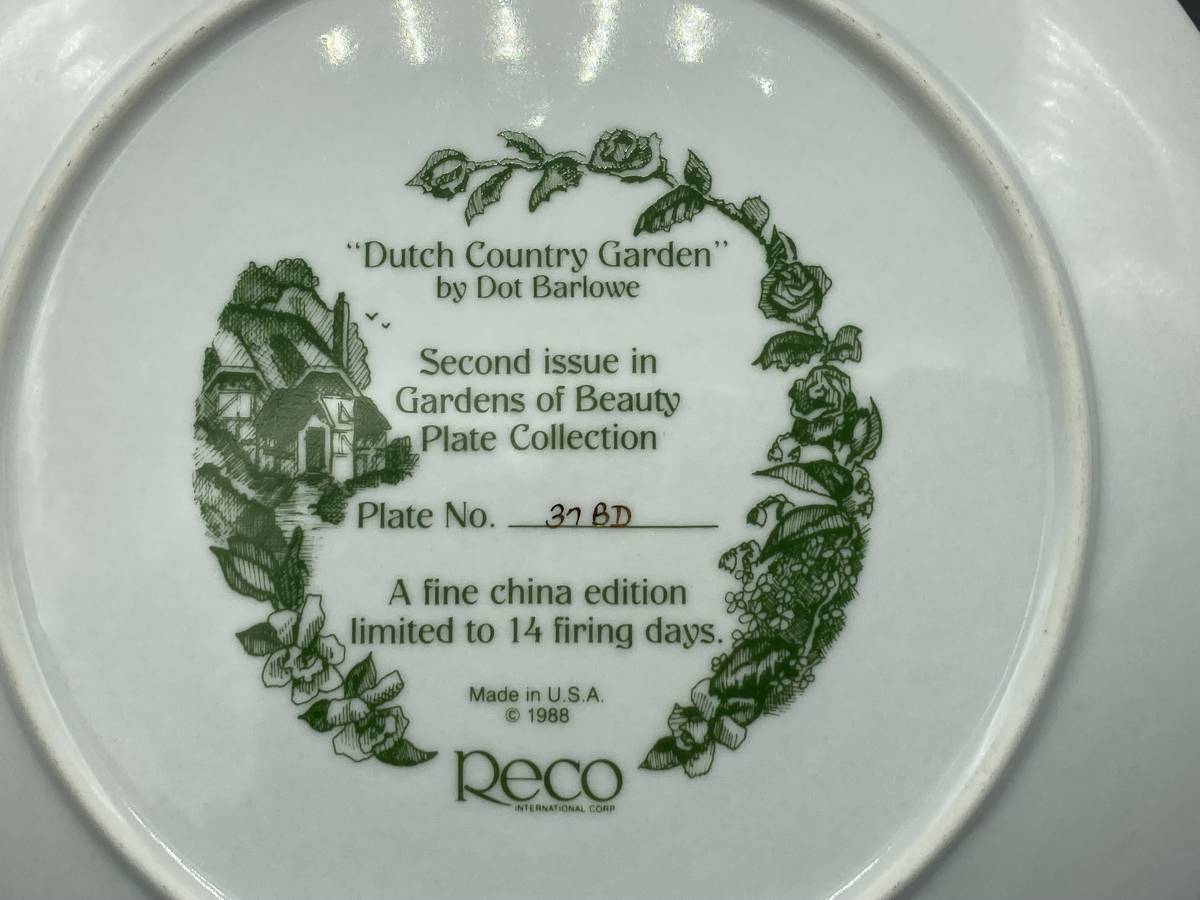 “Dutch Country Garden”
by Dot Barlowe
Second issue in
Gardens of Beauty
Plate Collection
Plate No. 37 BD
A fine china edition
limited to 14 firing days.
Made in U.S.A.
© 1988
Reco
INTERNATIONAL CORP